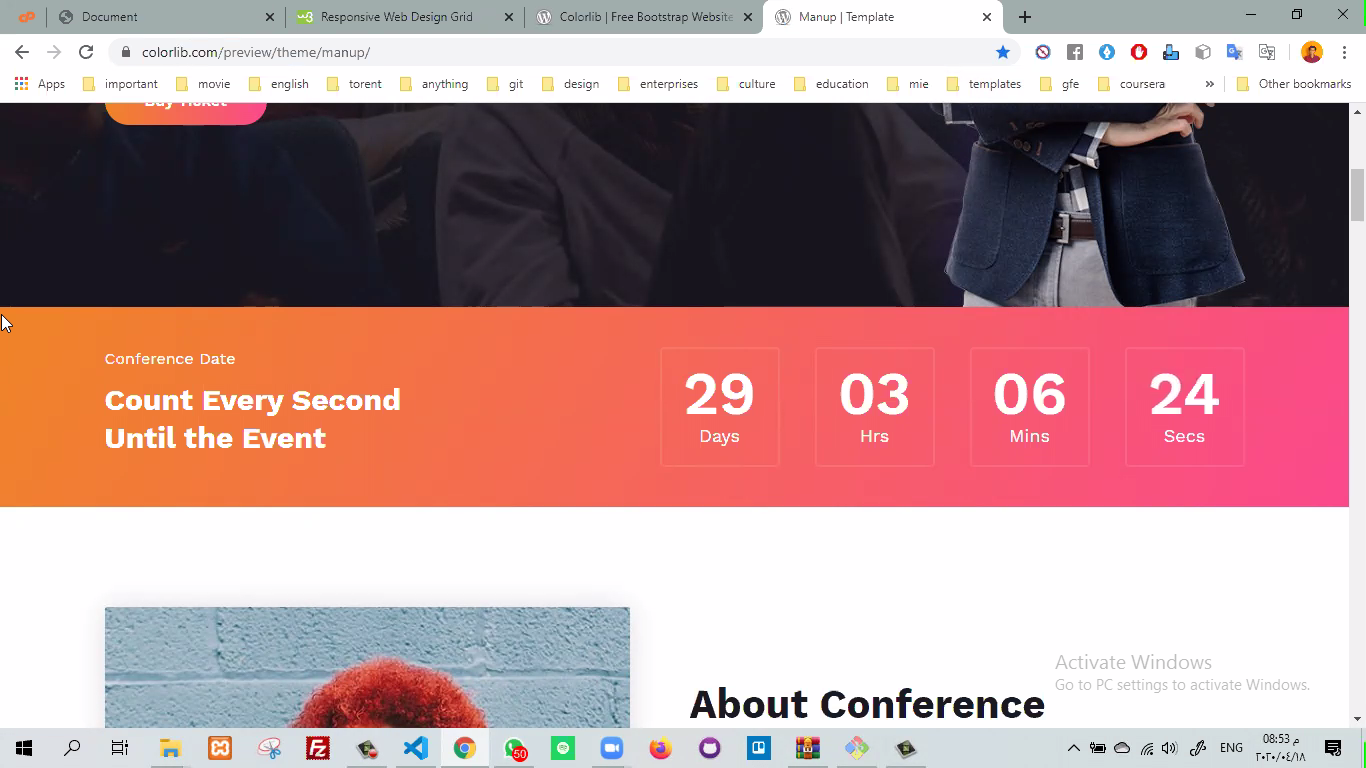 Document
Responsive Web Design Grid
Colorlib | Free Bootstrap Website
Manup | Template
colorlib.com/preview/theme/manup/
Apps important movie english torent anything git design enterprises culture education mie templates gfe coursera » Other bookmarks
Buy Ticket
Conference Date
Count Every Second
Until the Event
29 03 06 24
Days Hrs Mins Secs
About Conference
Activate Windows
Go to PC settings to activate Windows.
50
ENG
08:53 م
٢٠٢٠/٠٤/١٨